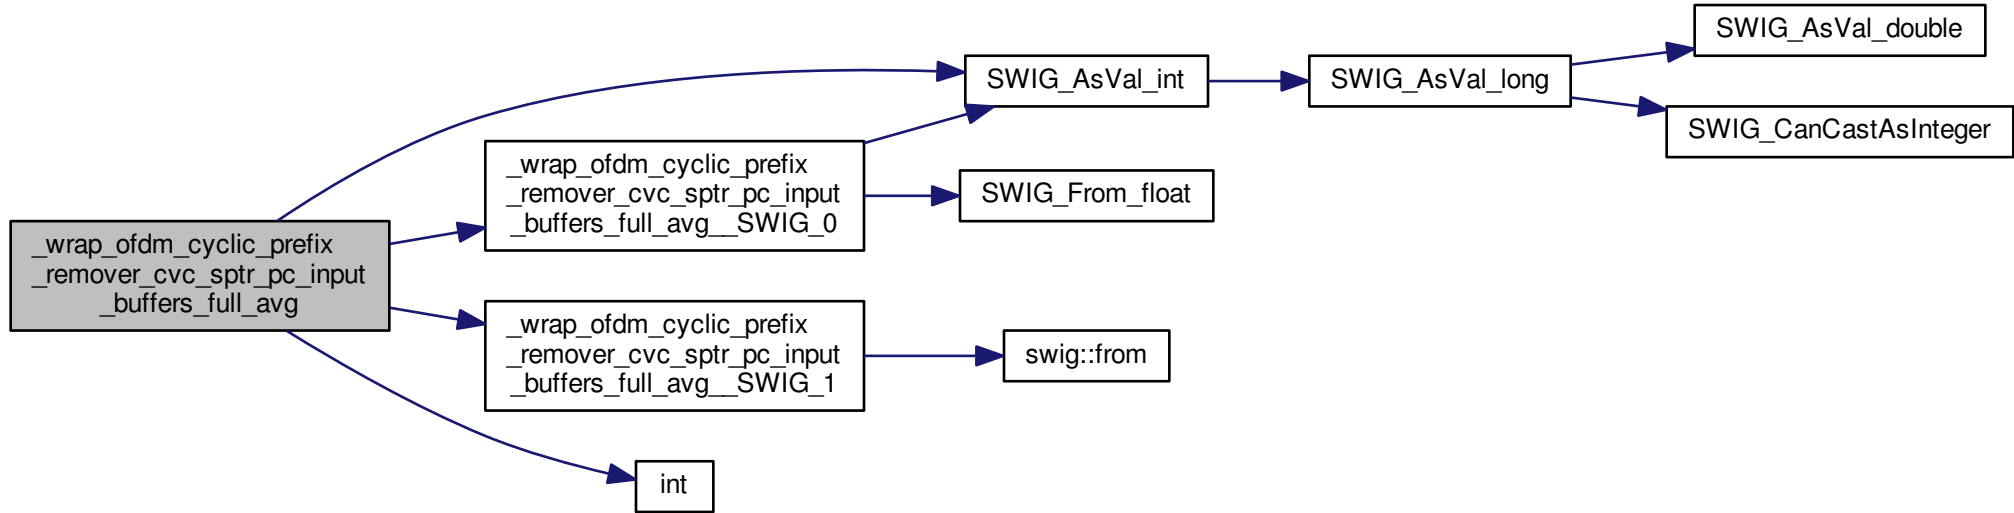 _wrap_ofdm_cyclic_prefix
_remover_cvc_sptr_pc_input
_buffers_full_avg
_wrap_ofdm_cyclic_prefix
_remover_cvc_sptr_pc_input
_buffers_full_avg__SWIG_0
_wrap_ofdm_cyclic_prefix
_remover_cvc_sptr_pc_input
_buffers_full_avg__SWIG_1
int
SWIG_AsVal_int
SWIG_From_float
swig::from
SWIG_AsVal_long
SWIG_AsVal_double
SWIG_CanCastAsInteger